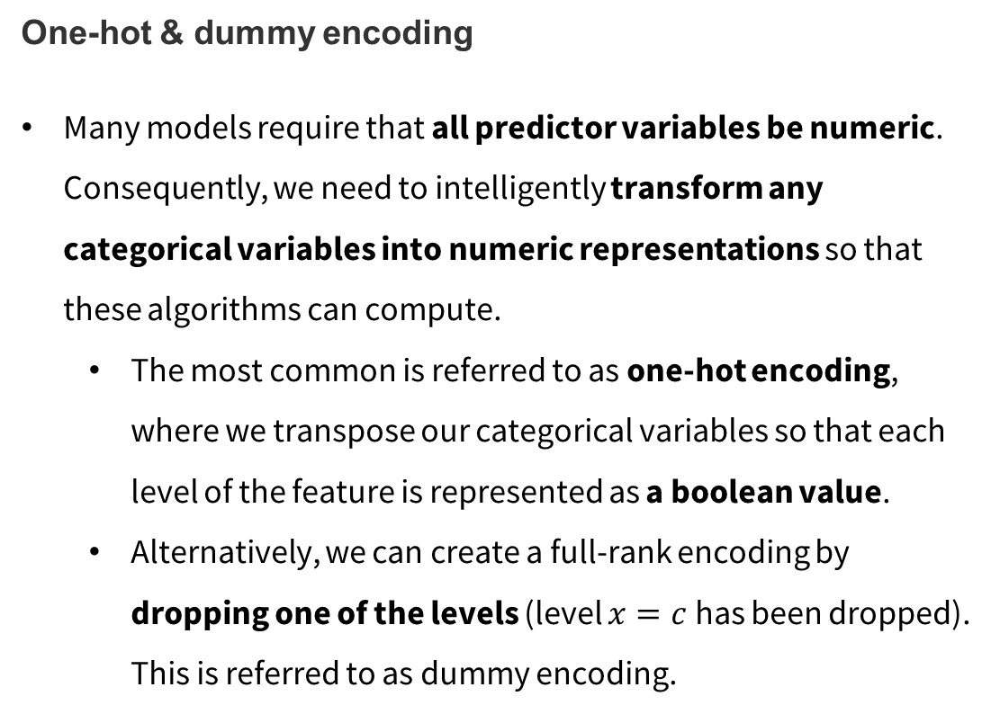 One-hot & dummy encoding
• Many models require that all predictor variables be numeric.
Consequently, we need to intelligently transform any
categorical variables into numeric representations so that
these algorithms can compute.
• The most common is referred to as one-hot encoding,
where we transpose our categorical variables so that each
level of the feature is represented as a boolean value.
• Alternatively, we can create a full-rank encoding by
dropping one of the levels (level x = c has been dropped).
This is referred to as dummy encoding.